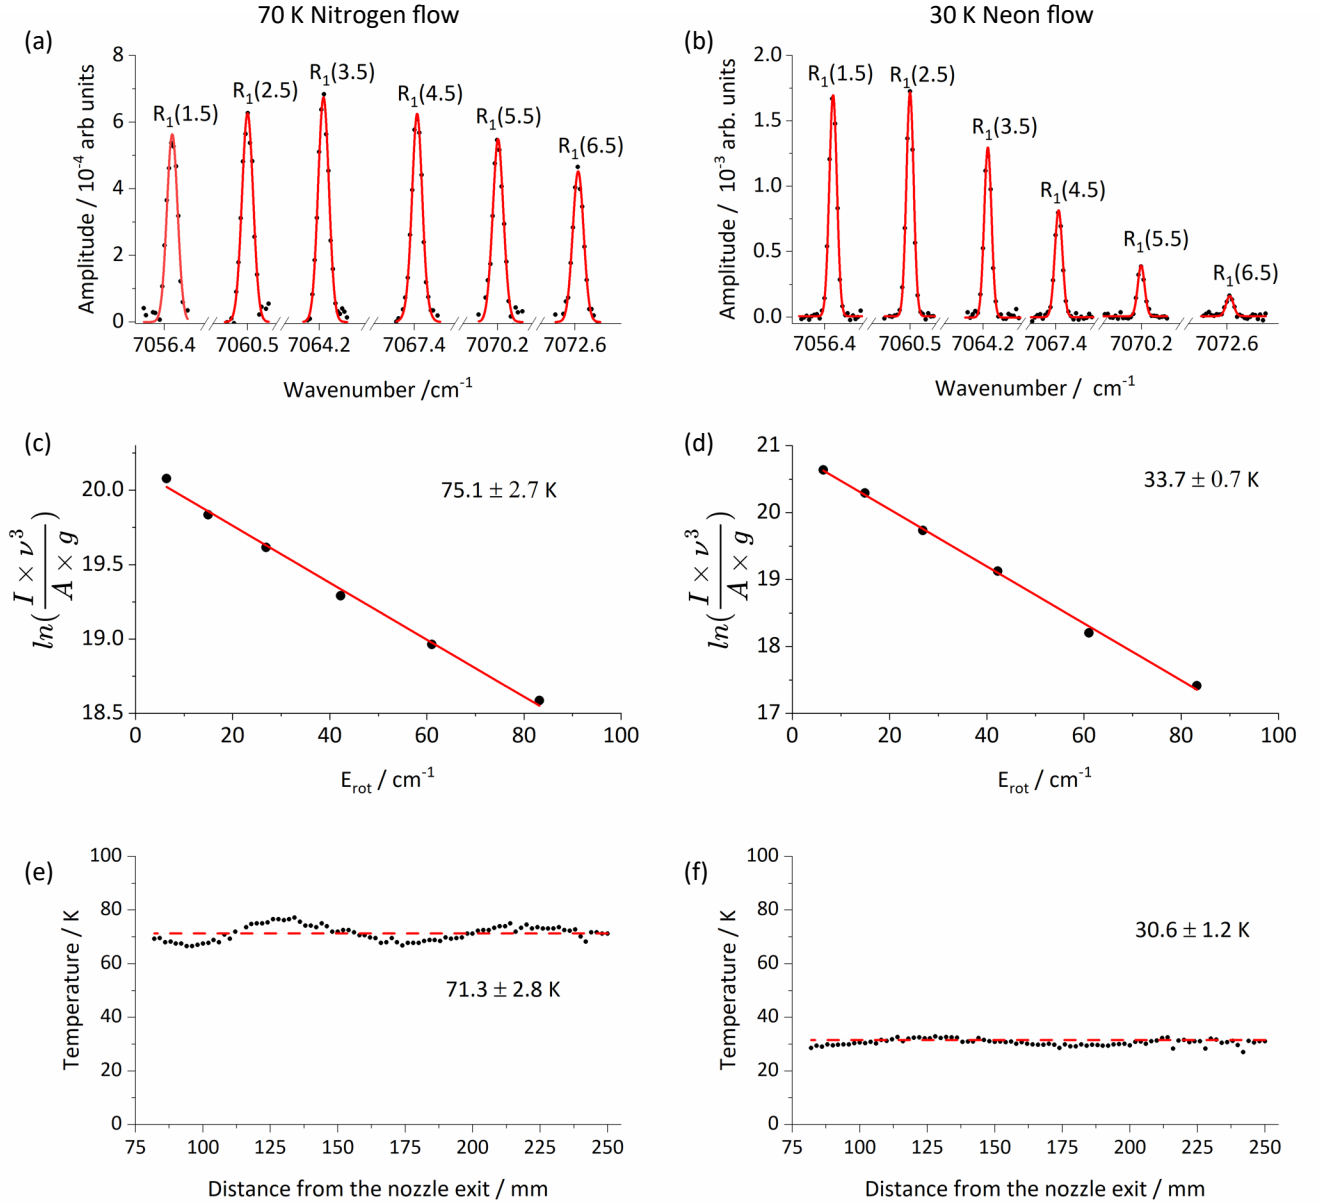 70 K Nitrogen flow
30 K Neon flow
(a)
Amplitude / 10-4 arb units
8
6
4
2
0
R1(1.5)
R1(2.5)
R1(3.5)
R1(4.5)
R1(5.5)
R1(6.5)
7056.4 7060.5 7064.2 7067.4 7070.2 7072.6
Wavenumber /cm-1
(b)
Amplitude / 10-3 arb. units
2.0
1.5
1.0
0.5
0.0
R1(1.5)
R1(2.5)
R1(3.5)
R1(4.5)
R1(5.5)
R1(6.5)
7056.4 7060.5 7064.2 7067.4 7070.2 7072.6
Wavenumber / cm-1
(c)
ln(I × ν3 / A × g)
20.0
19.5
19.0
18.5
75.1 ± 2.7 K
0 20 40 60 80 100
Erot / cm-1
(d)
ln(I × ν3 / A × g)
21
20
19
18
17
33.7 ± 0.7 K
0 20 40 60 80 100
Erot / cm-1
(e)
Temperature / K
100
80
60
40
20
0
71.3 ± 2.8 K
75 100 125 150 175 200 225 250
Distance from the nozzle exit / mm
(f)
Temperature / K
100
80
60
40
20
0
30.6 ± 1.2 K
75 100 125 150 175 200 225 250
Distance from the nozzle exit / mm